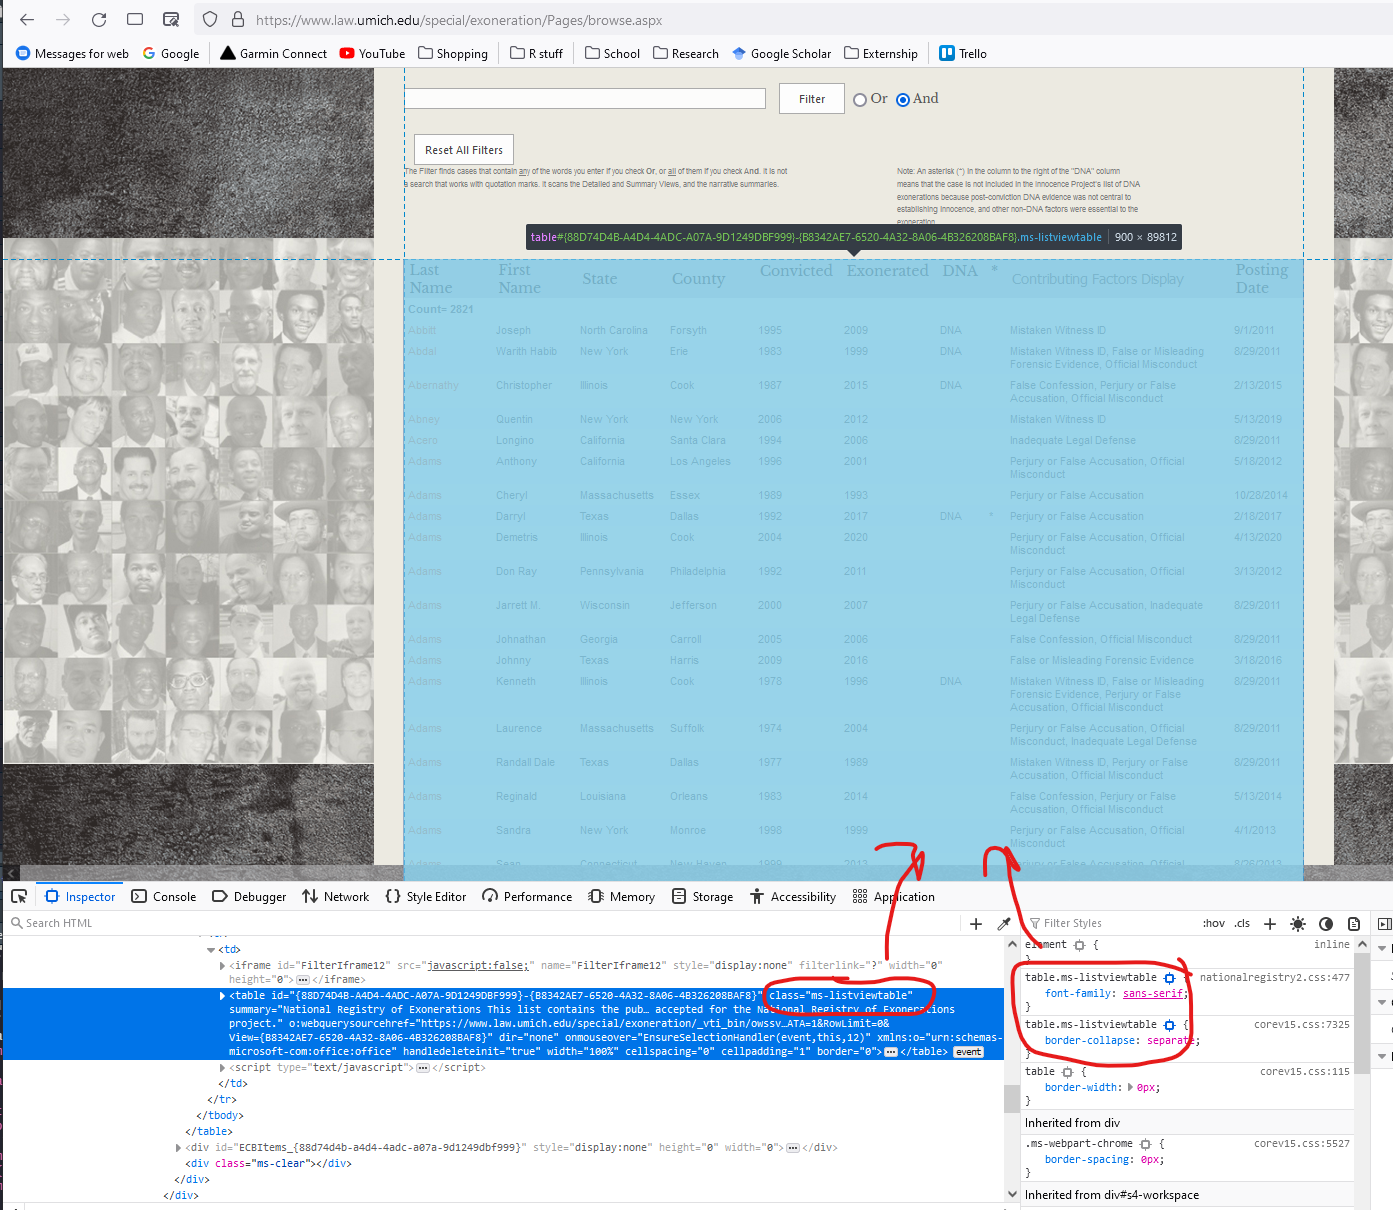 https://www.law.umich.edu/special/exoneration/Pages/browse.aspx
Messages for web Google Garmin Connect YouTube Shopping R stuff School Research Google Scholar Externship Trello
Filter Or And
Reset All Filters
The Filter finds cases that contain any of the words you enter if you check Or, or all of them if you check And. It is not
a search that works with quotation marks. It scans the Detailed and Summary Views, and the narrative summaries.
Note: An asterisk (*) in the column to the right of the "DNA" column
means that the case is not included in the Innocence Project's list of DNA
exonerations because post-conviction DNA evidence was not central to
establishing innocence, and other non-DNA factors were essential to the
exoneration.
table#{88D74D4B-A4D4-4ADC-A07A-9D1249DBF999}-{B8342AE7-6520-4A32-8A06-4B326208BAF8}.ms-listviewtable 900 × 89812
Last Name First Name State County Convicted Exonerated DNA * Contributing Factors Display Posting Date
Count= 2821
Abbitt Joseph North Carolina Forsyth 1995 2009 DNA Mistaken Witness ID 9/1/2011
Abdal Warith Habib New York Erie 1983 1999 DNA Mistaken Witness ID, False or Misleading 8/29/2011
Forensic Evidence, Official Misconduct
Abernathy Christopher Illinois Cook 1987 2015 DNA False Confession, Perjury or False 2/13/2015
Accusation, Official Misconduct
Abney Quentin New York New York 2006 2012 Mistaken Witness ID 5/13/2019
Acero Longino California Santa Clara 1994 2006 Inadequate Legal Defense 8/29/2011
Adams Anthony California Los Angeles 1996 2001 Perjury or False Accusation, Official 5/18/2012
Misconduct
Adams Cheryl Massachusetts Essex 1989 1993 Perjury or False Accusation 10/28/2014
Adams Darryl Texas Dallas 1992 2017 DNA * Perjury or False Accusation 2/18/2017
Adams Demetris Illinois Cook 2004 2020 Perjury or False Accusation, Official 4/13/2020
Misconduct
Adams Don Ray Pennsylvania Philadelphia 1992 2011 Perjury or False Accusation, Official 3/13/2012
Misconduct
Adams Jarrett M. Wisconsin Jefferson 2000 2007 Perjury or False Accusation, Inadequate 8/29/2011
Legal Defense
Adams Johnathan Georgia Carroll 2005 2006 False Confession, Official Misconduct 8/29/2011
Adams Johnny Texas Harris 2009 2016 False or Misleading Forensic Evidence 3/18/2016
Adams Kenneth Illinois Cook 1978 1996 DNA Mistaken Witness ID, False or Misleading 8/29/2011
Forensic Evidence, Perjury or False
Accusation, Official Misconduct
Adams Laurence Massachusetts Suffolk 1974 2004 Perjury or False Accusation, Official 8/29/2011
Misconduct, Inadequate Legal Defense
Adams Randall Dale Texas Dallas 1977 1989 Mistaken Witness ID, Perjury or False 8/29/2011
Accusation, Official Misconduct
Adams Reginald Louisiana Orleans 1983 2014 False Confession, Perjury or False 5/13/2014
Accusation, Official Misconduct
Adams Sandra New York Monroe 1998 1999 Perjury or False Accusation, Official 4/1/2013
Misconduct
Adams Sean Connecticut New Haven 1999 2013 Perjury or False Accusation, Official 8/26/2013
Inspector Console Debugger Network Style Editor Performance Memory Storage Accessibility Application
Search HTML
<td>
<iframe id="FilterIframe12" src="javascript:false;" name="FilterIframe12" style="display:none" filterlink="?" width="0"
height="0"></iframe>
<table id="{88D74D4B-A4D4-4ADC-A07A-9D1249DBF999}-{B8342AE7-6520-4A32-8A06-4B326208BAF8}" class="ms-listviewtable"
summary="National Registry of Exonerations This list contains the pub… accepted for the National Registry of Exonerations
project." o:webquerysourcehref="https://www.law.umich.edu/special/exoneration/_vti_bin/owssv…ATA=1&RowLimit=0&
View={B8342AE7-6520-4A32-8A06-4B326208BAF8}" dir="none" onmouseover="EnsureSelectionHandler(event,this,12)" xmlns:o="urn:schemas-
microsoft-com:office:office" handledeleteinit="true" width="100%" cellspacing="0" cellpadding="1" border="0"></table> event
<script type="text/javascript"></script>
</td>
</tr>
</tbody>
</table>
<div id="ECBItems_{88d74d4b-a4d4-4adc-a07a-9d1249dbf999}" style="display:none" height="0" width="0"></div>
<div class="ms-clear"></div>
</div>
</div>
Filter Styles :hov .cls
element { inline
}
table.ms-listviewtable { nationalregistry2.css:477
font-family: sans-serif;
}
table.ms-listviewtable { corev15.css:7325
border-collapse: separate;
}
table { corev15.css:115
border-width: 0px;
}
Inherited from div
.ms-webpart-chrome { corev15.css:5527
border-spacing: 0px;
}
Inherited from div#s4-workspace